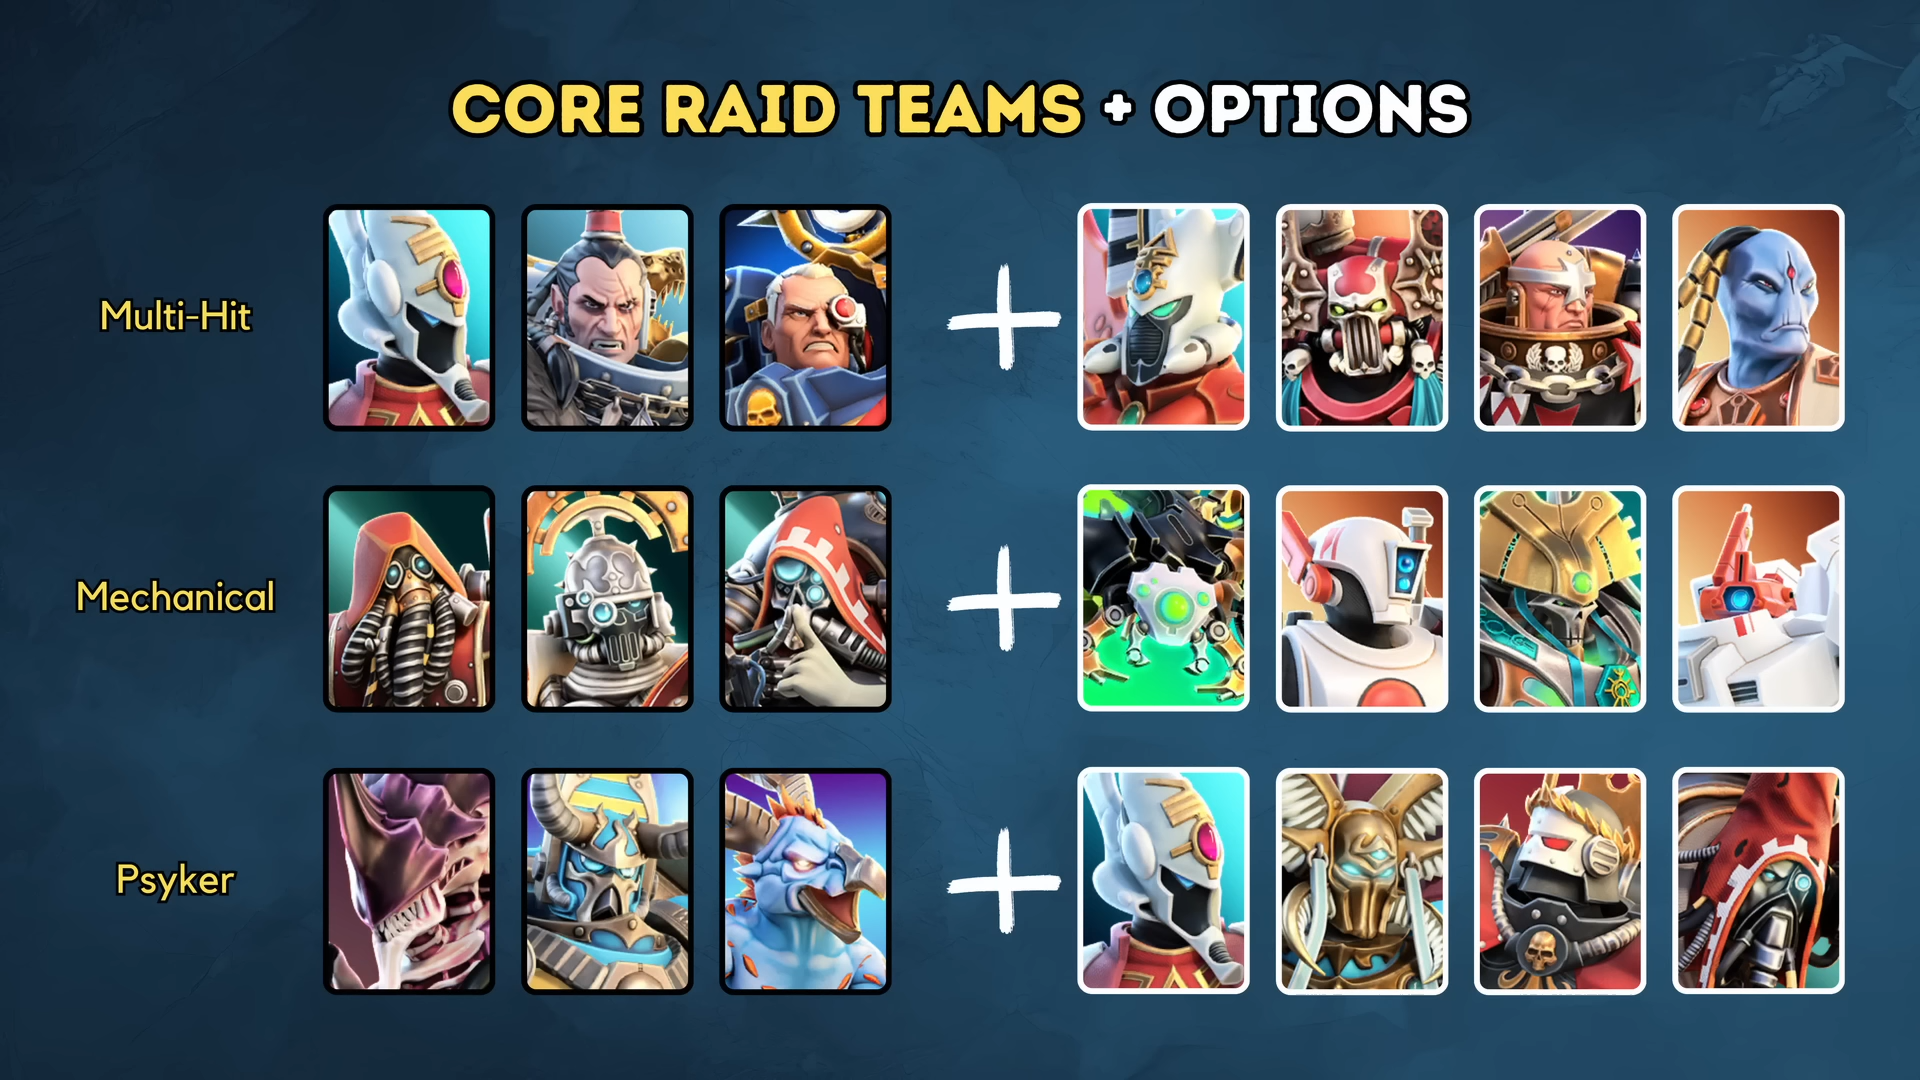 CORE RAID TEAMS + OPTIONS
Multi-Hit
Mechanical
Psyker